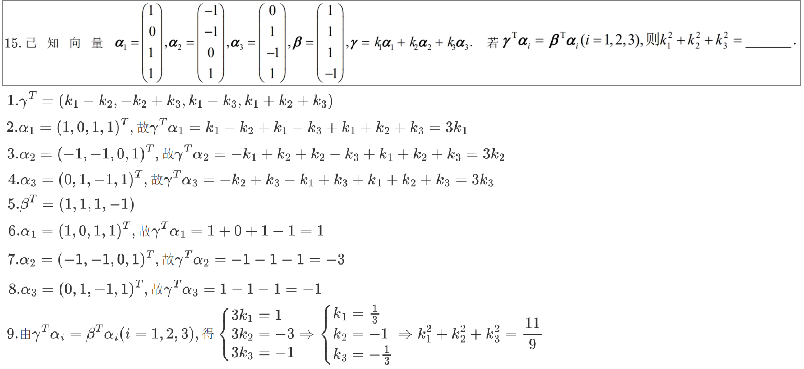 15. 已知向量 α₁ = (1 0 1 1), α₂ = (−1 −1 0 1), α₃ = (0 1 −1 1), β = (1 1 1 −1), γ = k₁α₁ + k₂α₂ + k₃α₃. 若 γᵀαᵢ = βᵀαᵢ(i = 1,2,3), 则k₁² + k₂² + k₃² = ______.
1.γᵀ = (k₁ − k₂, −k₂ + k₃, k₁ − k₃, k₁ + k₂ + k₃)
2.α₁ = (1, 0, 1, 1)ᵀ, 故γᵀα₁ = k₁ − k₂ + k₁ − k₃ + k₁ + k₂ + k₃ = 3k₁
3.α₂ = (−1, −1, 0, 1)ᵀ, 故γᵀα₂ = −k₁ + k₂ + k₂ − k₃ + k₁ + k₂ + k₃ = 3k₂
4.α₃ = (0, 1, −1, 1)ᵀ, 故γᵀα₃ = −k₂ + k₃ − k₁ + k₃ + k₁ + k₂ + k₃ = 3k₃
5.βᵀ = (1, 1, 1, −1)
6.α₁ = (1, 0, 1, 1)ᵀ, 故γᵀα₁ = 1 + 0 + 1 − 1 = 1
7.α₂ = (−1, −1, 0, 1)ᵀ, 故γᵀα₂ = −1 − 1 − 1 = −3
8.α₃ = (0, 1, −1, 1)ᵀ, 故γᵀα₃ = 1 − 1 − 1 = −1
9.由γᵀαᵢ = βᵀαᵢ(i = 1, 2, 3), 得 {3k₁ = 1 3k₂ = −3 3k₃ = −1 ⇒ {k₁ = 1/3 k₂ = −1 k₃ = −1/3 ⇒ k₁² + k₂² + k₃² = 11/9